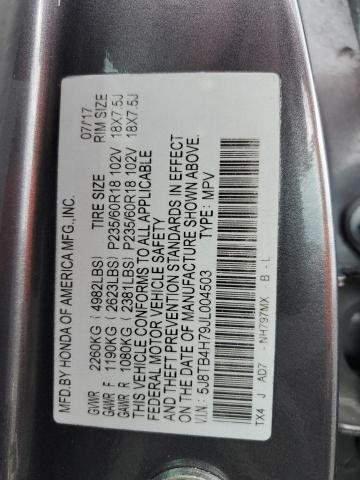 MFD.BY HONDA OF AMERICA MFG.,INC. 07/17
TIRE SIZE RIM SIZE
GVWR 2260KG (4982LBS)
GAWR F 1190KG (2623LBS) P235/60R18 102V 18X7.5J
GAWR R 1080KG (2381LBS) P235/60R18 102V 18X7.5J
THIS VEHICLE CONFORMS TO ALL APPLICABLE
FEDERAL MOTOR VEHICLE SAFETY
AND THEFT PREVENTION STANDARDS IN EFFECT
ON THE DATE OF MANUFACTURE SHOWN ABOVE.
V.I.N.: 5J8TB4H79JL004503 TYPE: MPV
TX4 J AD7 -NH797MX - B - L